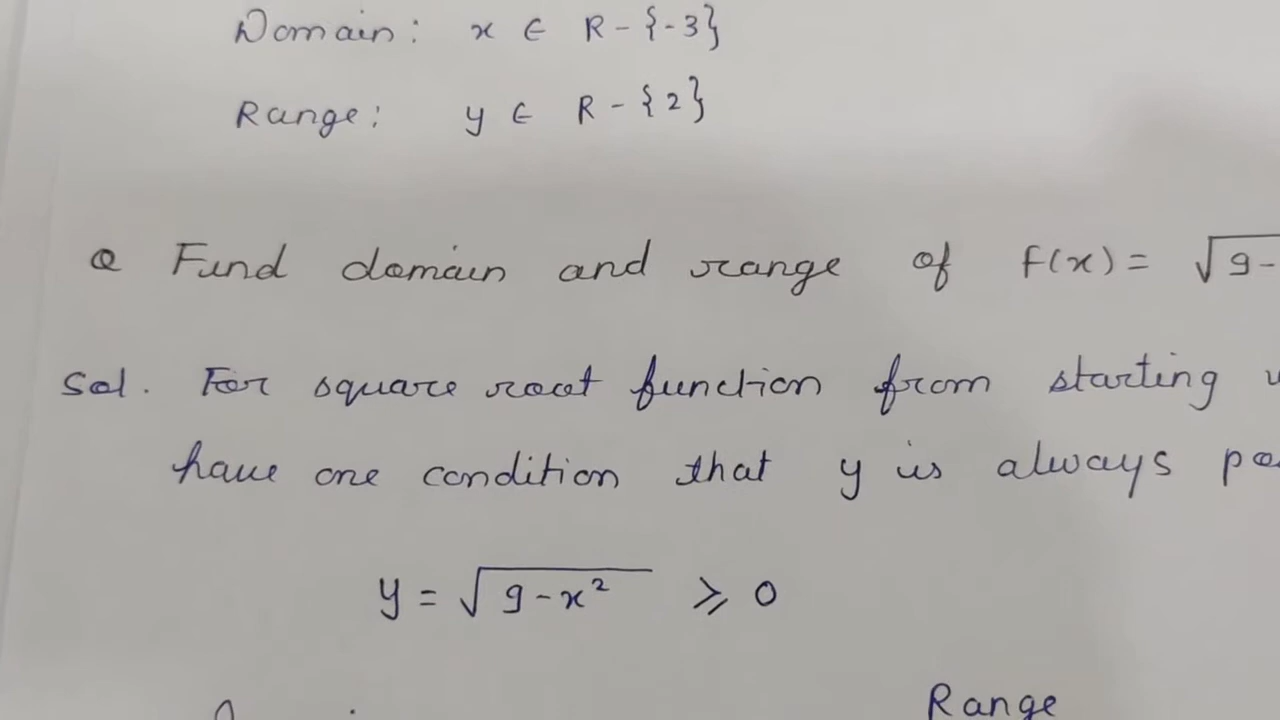 Domain: x ∈ R - {-3}
Range: y ∈ R - {2}
Q Find domain and range of f(x) = √9-
Sol. For square root function from starting
have one condition that y is always po
y = √9-x² ⩾ 0
Range